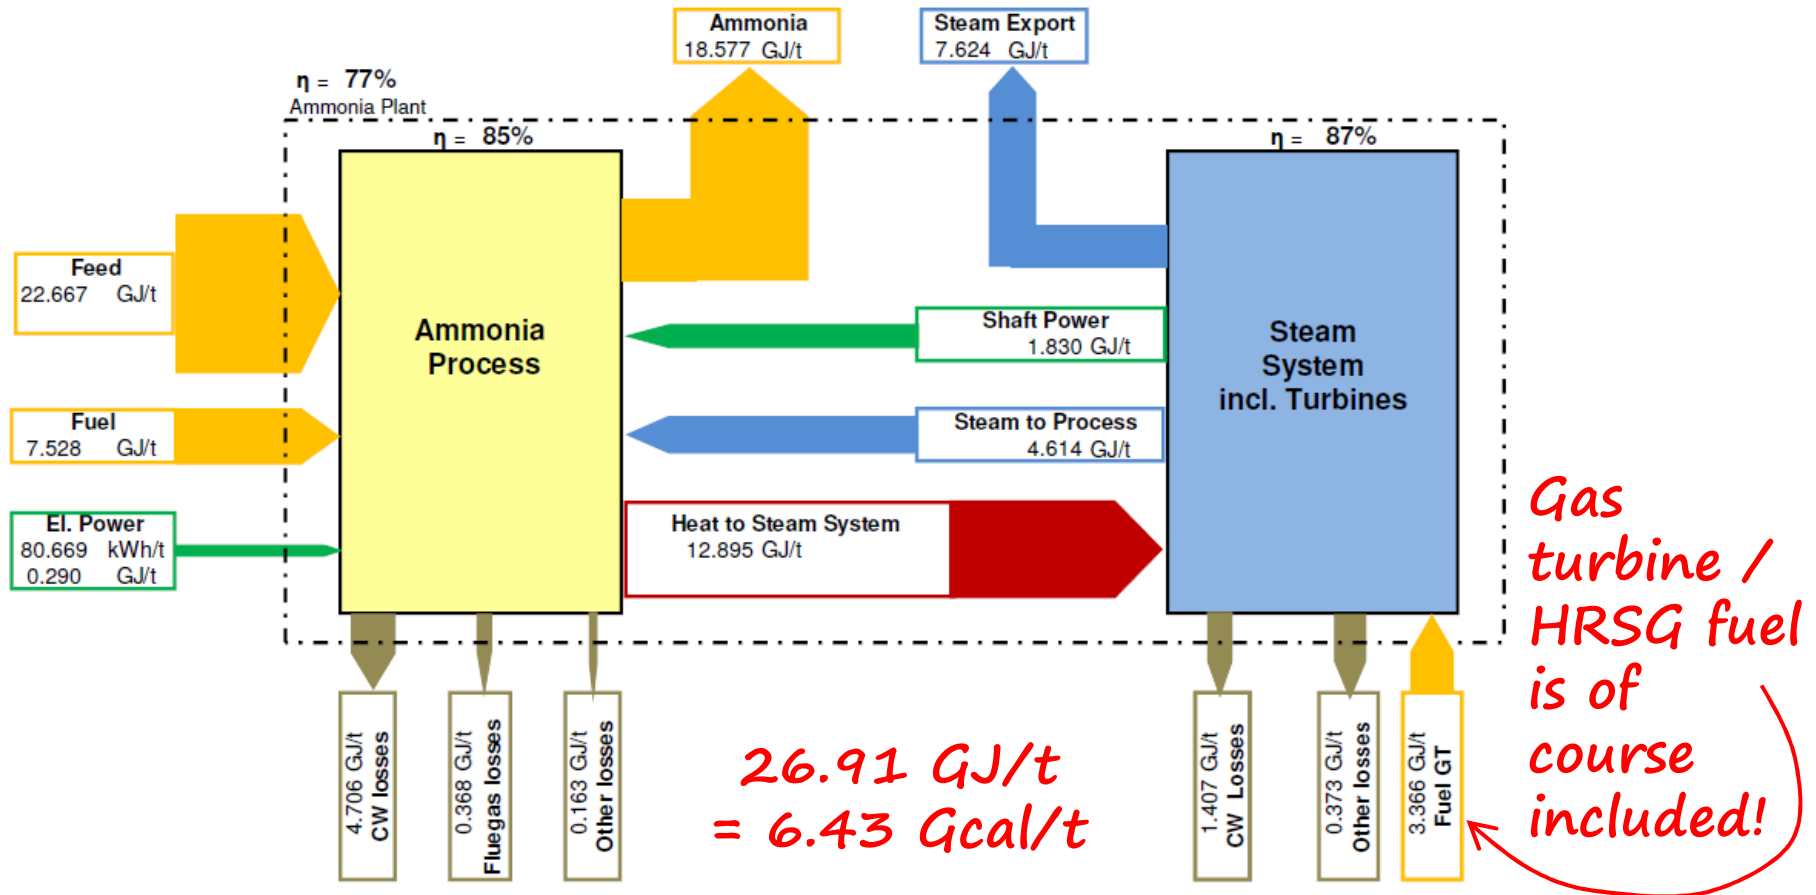 Ammonia
18.577 GJ/t
Steam Export
7.624 GJ/t
η = 77%
Ammonia Plant
η = 85%
η = 87%
Feed
22.667 GJ/t
Fuel
7.528 GJ/t
El. Power
80.669 kWh/t
0.290 GJ/t
Ammonia
Process
Shaft Power
1.830 GJ/t
Steam to Process
4.614 GJ/t
Heat to Steam System
12.895 GJ/t
Steam
System
incl. Turbines
4.706 GJ/t
CW losses
0.368 GJ/t
Fluegas losses
0.163 GJ/t
Other losses
26.91 GJ/t
= 6.43 Gcal/t
1.407 GJ/t
CW Losses
0.373 GJ/t
Other losses
3.366 GJ/t
Fuel GT
Gas
turbine /
HRSG fuel
is of
course
included!